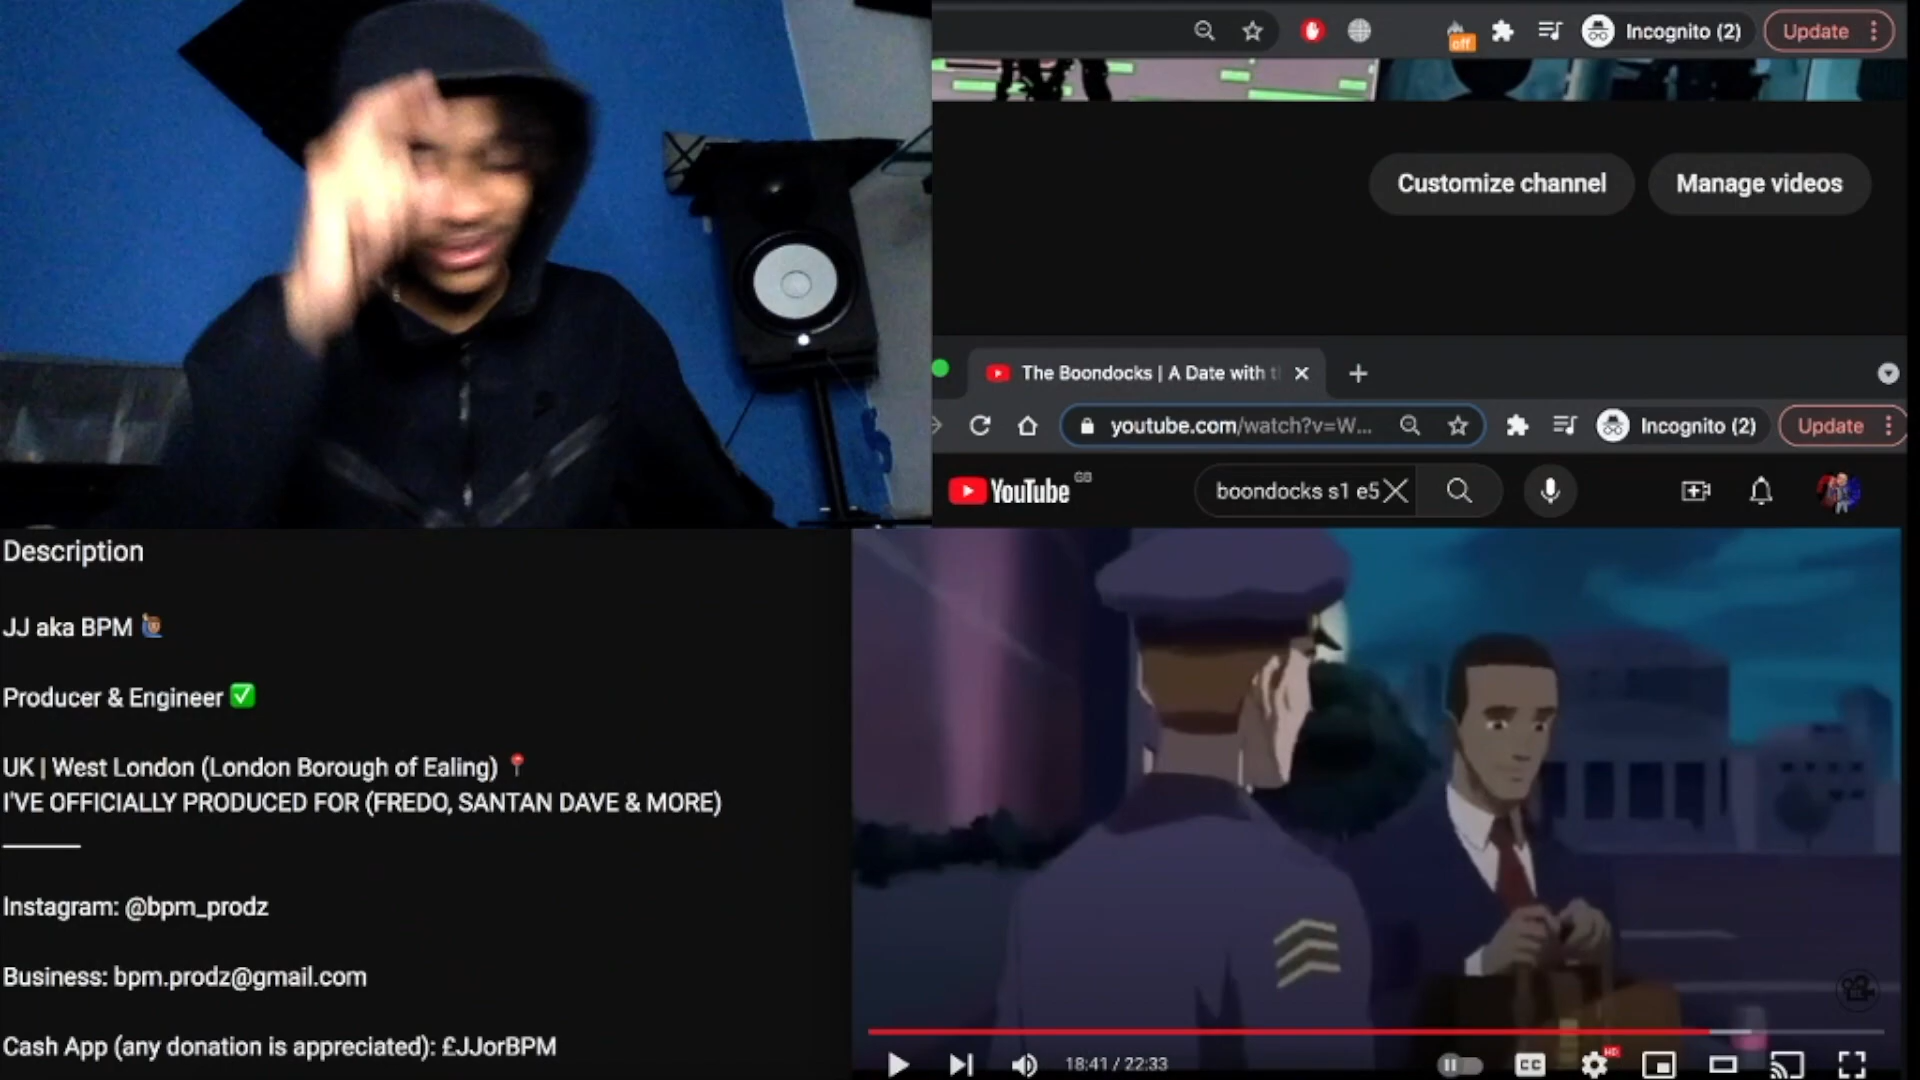 Incognito (2)
Update
off
Customize channel
Manage videos
The Boondocks | A Date with t
youtube.com/watch?v=W...
Incognito (2)
Update
YouTube GB
boondocks s1 e5
Description
JJ aka BPM
Producer & Engineer
UK | West London (London Borough of Ealing)
I'VE OFFICIALLY PRODUCED FOR (FREDO, SANTAN DAVE & MORE)
Instagram: @bpm_prodz
Business: bpm.prodz@gmail.com
Cash App (any donation is appreciated): £JJorBPM
18:41 / 22:33
CC
HD